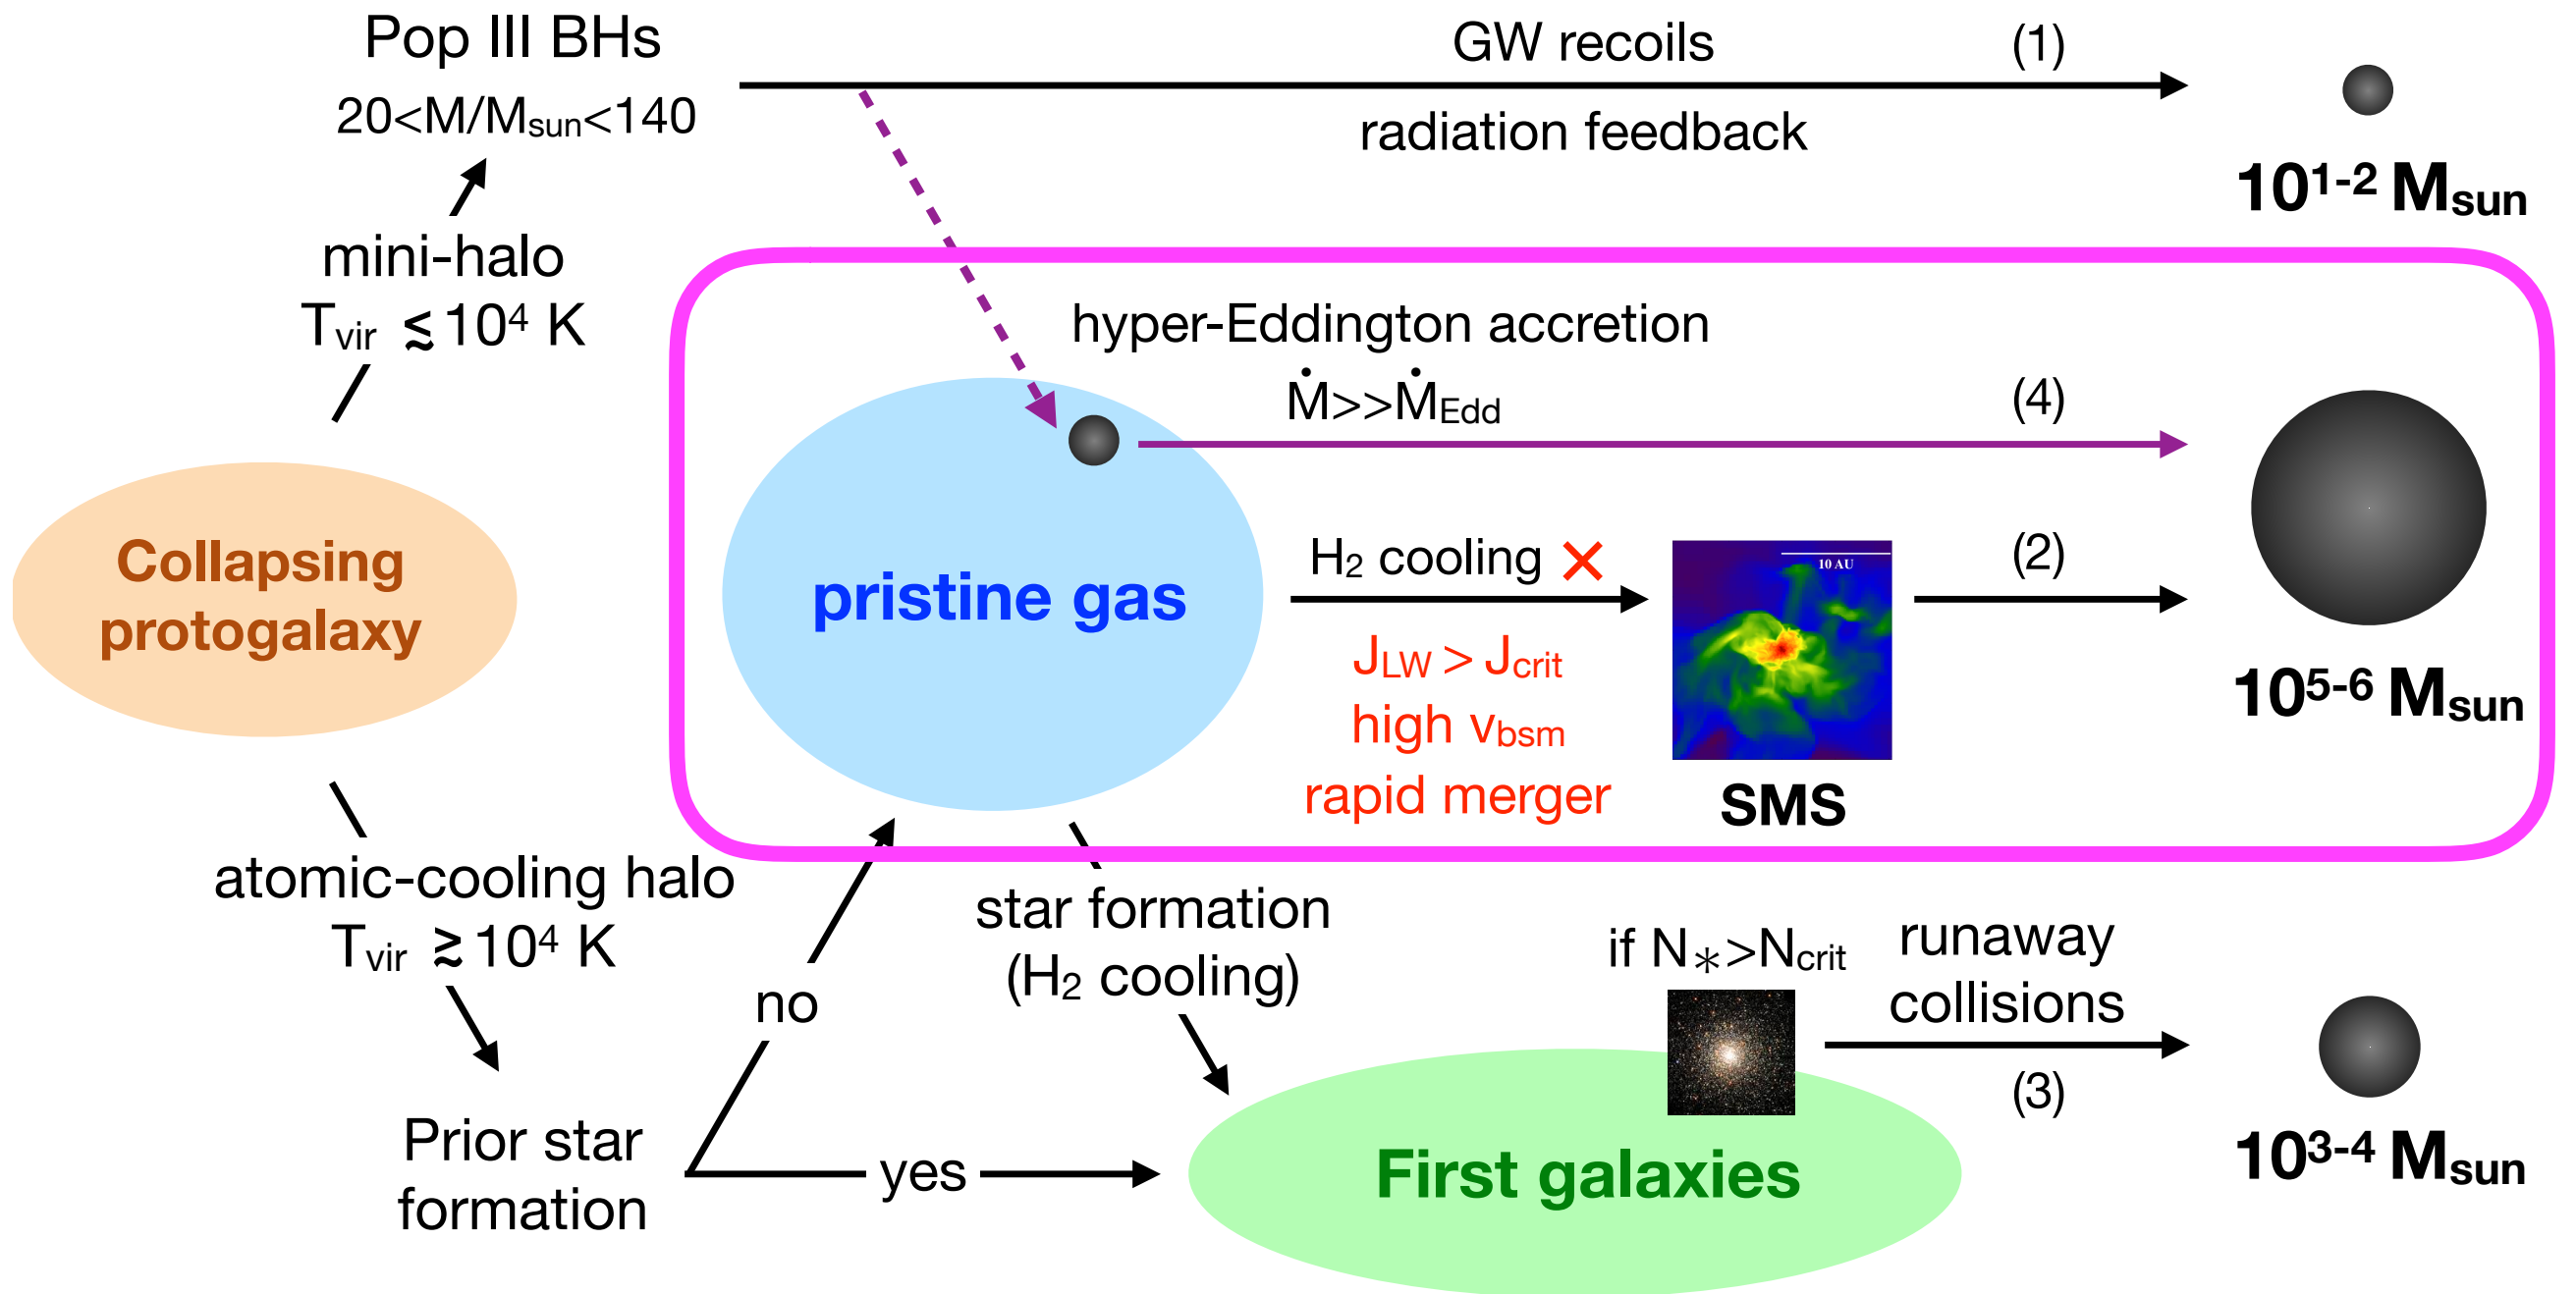 Pop III BHs
20<M/Msun<140
GW recoils
(1)
radiation feedback
10¹⁻² Msun
mini-halo
Tvir ≲ 10⁴ K
hyper-Eddington accretion
Ṁ>>ṀEdd
(4)
Collapsing
protogalaxy
pristine gas
H₂ cooling ×
JLW > Jcrit
high vbsm
rapid merger
10 AU
SMS
(2)
10⁵⁻⁶ Msun
atomic-cooling halo
Tvir ≳ 10⁴ K
Prior star
formation
no
yes
star formation
(H₂ cooling)
First galaxies
if N*>Ncrit
runaway
collisions
(3)
10³⁻⁴ Msun